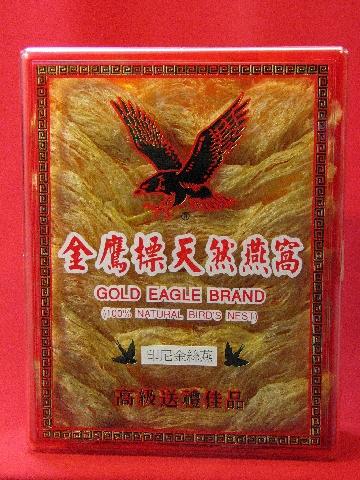 ®
金鷹標天然燕窩
GOLD EAGLE BRAND
(100% NATURAL BIRD'S NEST)
印尼金絲燕
高級送禮佳品